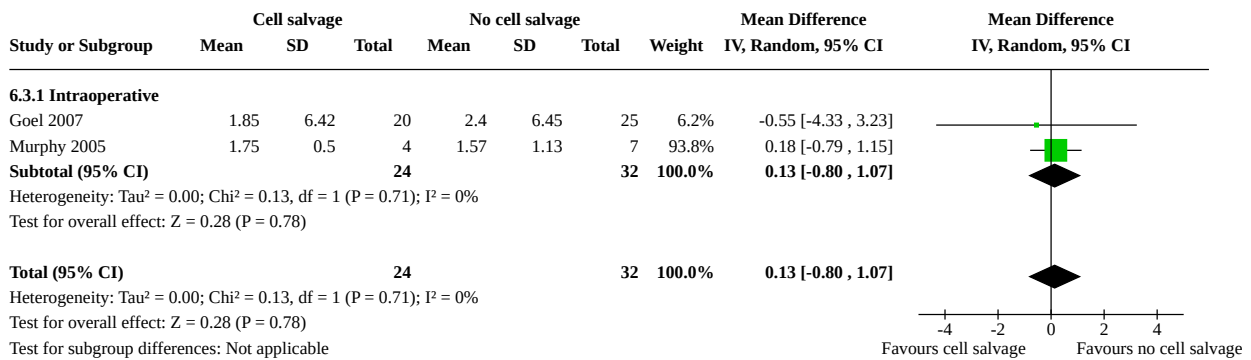 Cell salvage No cell salvage Mean Difference Mean Difference
Study or Subgroup Mean SD Total Mean SD Total Weight IV, Random, 95% CI IV, Random, 95% CI
6.3.1 Intraoperative
Goel 2007 1.85 6.42 20 2.4 6.45 25 6.2% -0.55 [-4.33 , 3.23]
Murphy 2005 1.75 0.5 4 1.57 1.13 7 93.8% 0.18 [-0.79 , 1.15]
Subtotal (95% CI) 24 32 100.0% 0.13 [-0.80 , 1.07]
Heterogeneity: Tau² = 0.00; Chi² = 0.13, df = 1 (P = 0.71); I² = 0%
Test for overall effect: Z = 0.28 (P = 0.78)
Total (95% CI) 24 32 100.0% 0.13 [-0.80 , 1.07]
Heterogeneity: Tau² = 0.00; Chi² = 0.13, df = 1 (P = 0.71); I² = 0%
Test for overall effect: Z = 0.28 (P = 0.78) -4 -2 0 2 4
Test for subgroup differences: Not applicable Favours cell salvage Favours no cell salvage